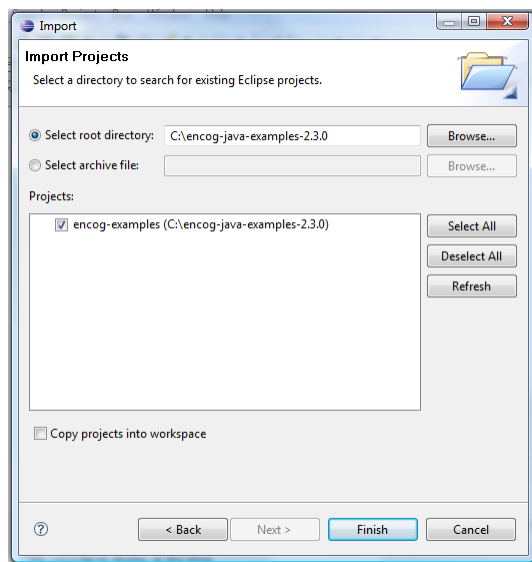 Import
Import Projects
Select a directory to search for existing Eclipse projects.
Select root directory: C:\encog-java-examples-2.3.0 Browse...
Select archive file: Browse...
Projects:
encog-examples (C:\encog-java-examples-2.3.0) Select All
Deselect All
Refresh
Copy projects into workspace
? < Back Next > Finish Cancel